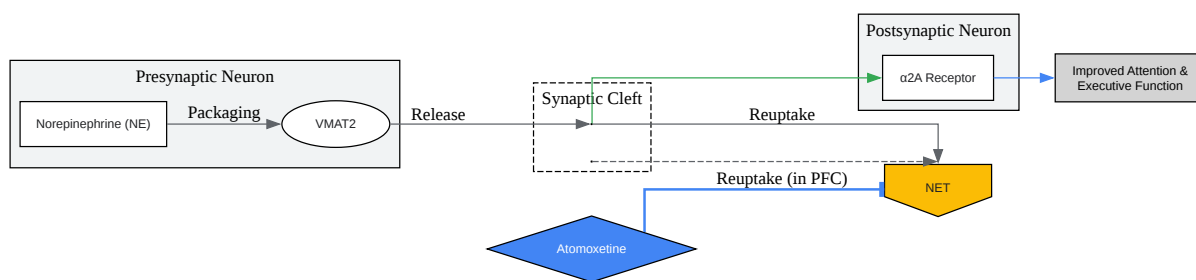 Postsynaptic Neuron
Presynaptic Neuron
α2A Receptor
Improved Attention &
Executive Function
Synaptic Cleft
Norepinephrine (NE)
Packaging
VMAT2
Release
Reuptake
Reuptake (in PFC)
NET
Atomoxetine